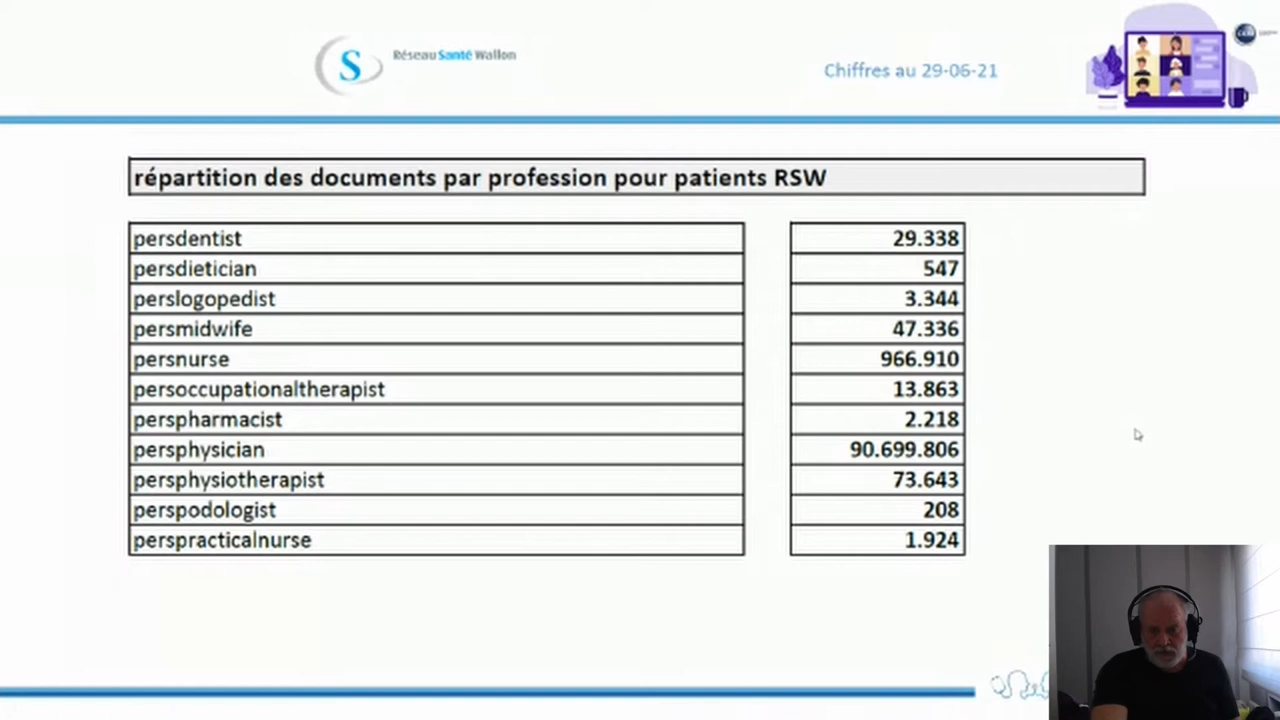 Réseau Santé Wallon
Chiffres au 29-06-21
répartition des documents par profession pour patients RSW
persdentist 29.338
persdietician 547
perslogopedist 3.344
persmidwife 47.336
persnurse 966.910
persoccupationaltherapist 13.863
perspharmacist 2.218
persphysician 90.699.806
persphysiotherapist 73.643
perspodologist 208
perspracticalnurse 1.924